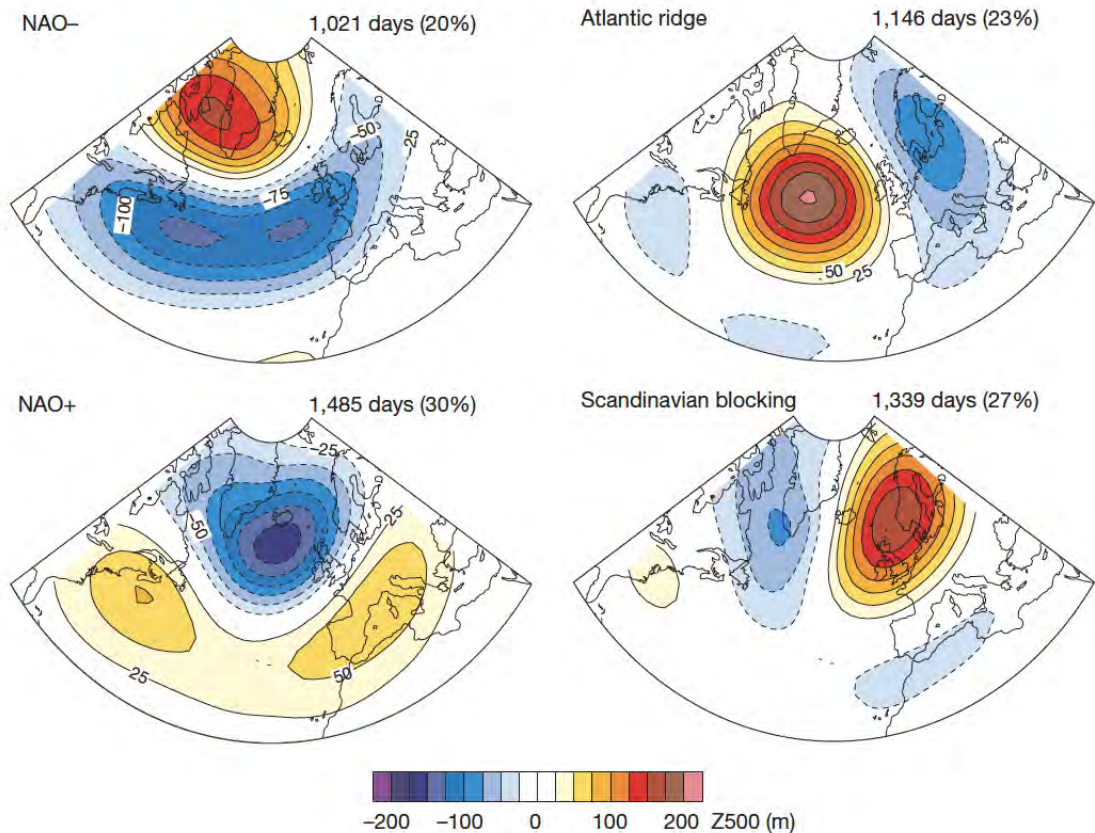 NAO– 1,021 days (20%)
–50
–25
–75
–100
Atlantic ridge 1,146 days (23%)
50 25
NAO+ 1,485 days (30%)
–25
–50
25
25
50
Scandinavian blocking 1,339 days (27%)
–200 –100 0 100 200 Z500 (m)